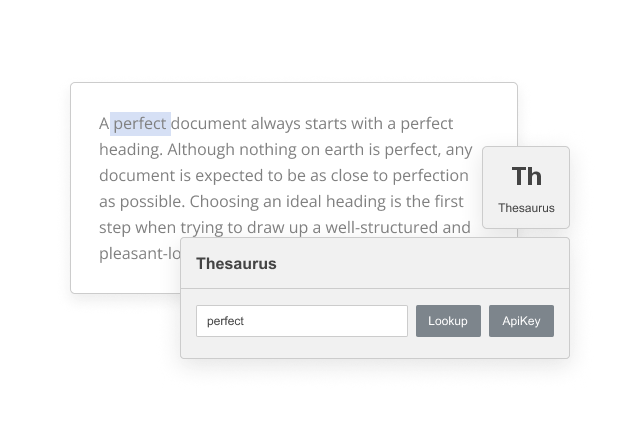 A perfect document always starts with a perfect
heading. Although nothing on earth is perfect, any
document is expected to be as close to perfection
as possible. Choosing an ideal heading is the first
step when trying to draw up a well-structured and
pleasant-lo
Th
Thesaurus
Thesaurus
perfect
Lookup
ApiKey